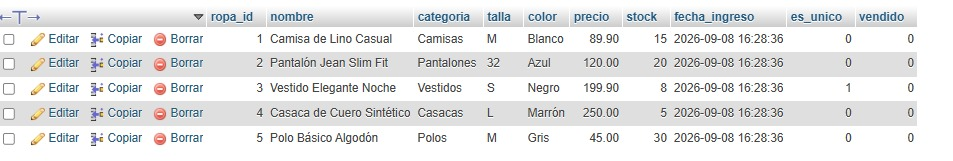 ropa_id nombre categoria talla color precio stock fecha_ingreso es_unico vendido
Editar Copiar Borrar 1 Camisa de Lino Casual Camisas M Blanco 89.90 15 2026-09-08 16:28:36 0 0
Editar Copiar Borrar 2 Pantalón Jean Slim Fit Pantalones 32 Azul 120.00 20 2026-09-08 16:28:36 0 0
Editar Copiar Borrar 3 Vestido Elegante Noche Vestidos S Negro 199.90 8 2026-09-08 16:28:36 1 0
Editar Copiar Borrar 4 Casaca de Cuero Sintético Casacas L Marrón 250.00 5 2026-09-08 16:28:36 0 0
Editar Copiar Borrar 5 Polo Básico Algodón Polos M Gris 45.00 30 2026-09-08 16:28:36 0 0